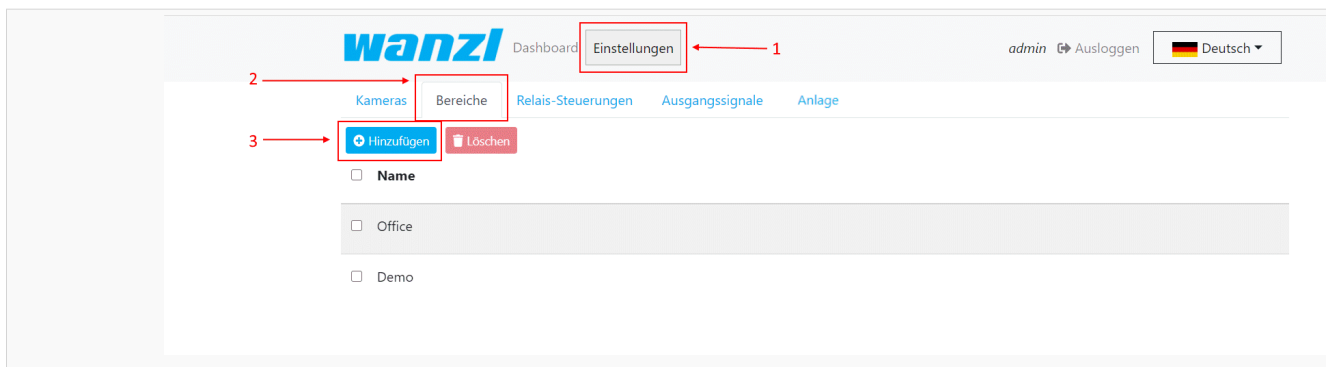 wanzl Dashboard Einstellungen 1 admin Ausloggen Deutsch
2
Kameras Bereiche Relais-Steuerungen Ausgangssignale Anlage
3 Hinzufügen Löschen
Name
Office
Demo